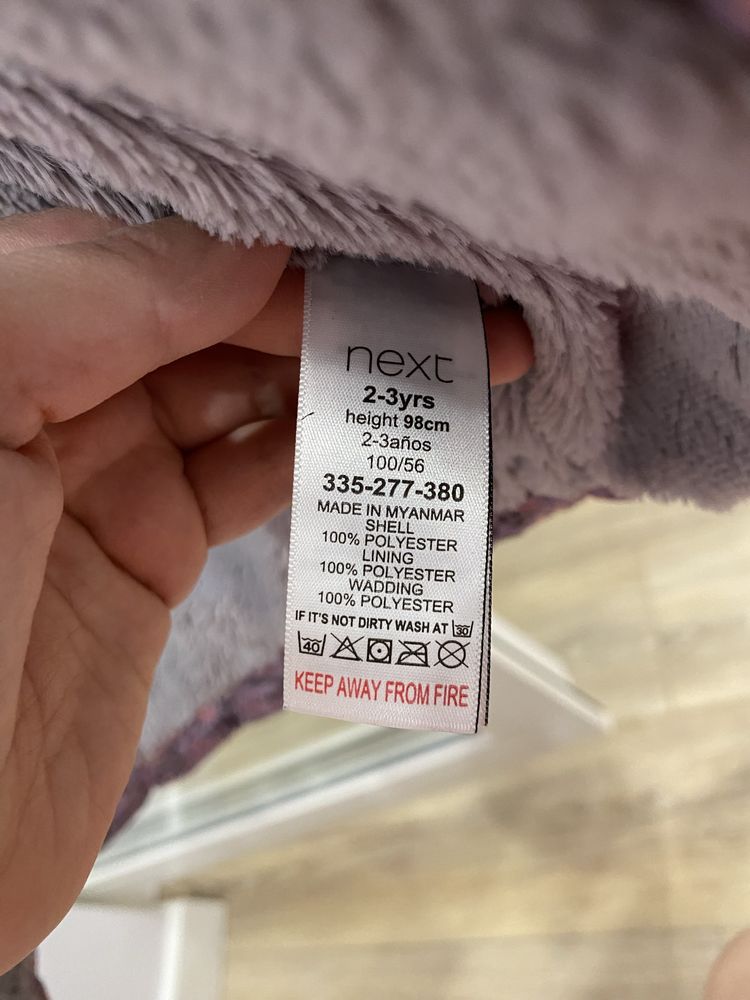 next
2-3yrs
height 98cm
2-3años
100/56
335-277-380
MADE IN MYANMAR
SHELL
100% POLYESTER
LINING
100% POLYESTER
WADDING
100% POLYESTER
IF IT'S NOT DIRTY WASH AT 30
40
KEEP AWAY FROM FIRE